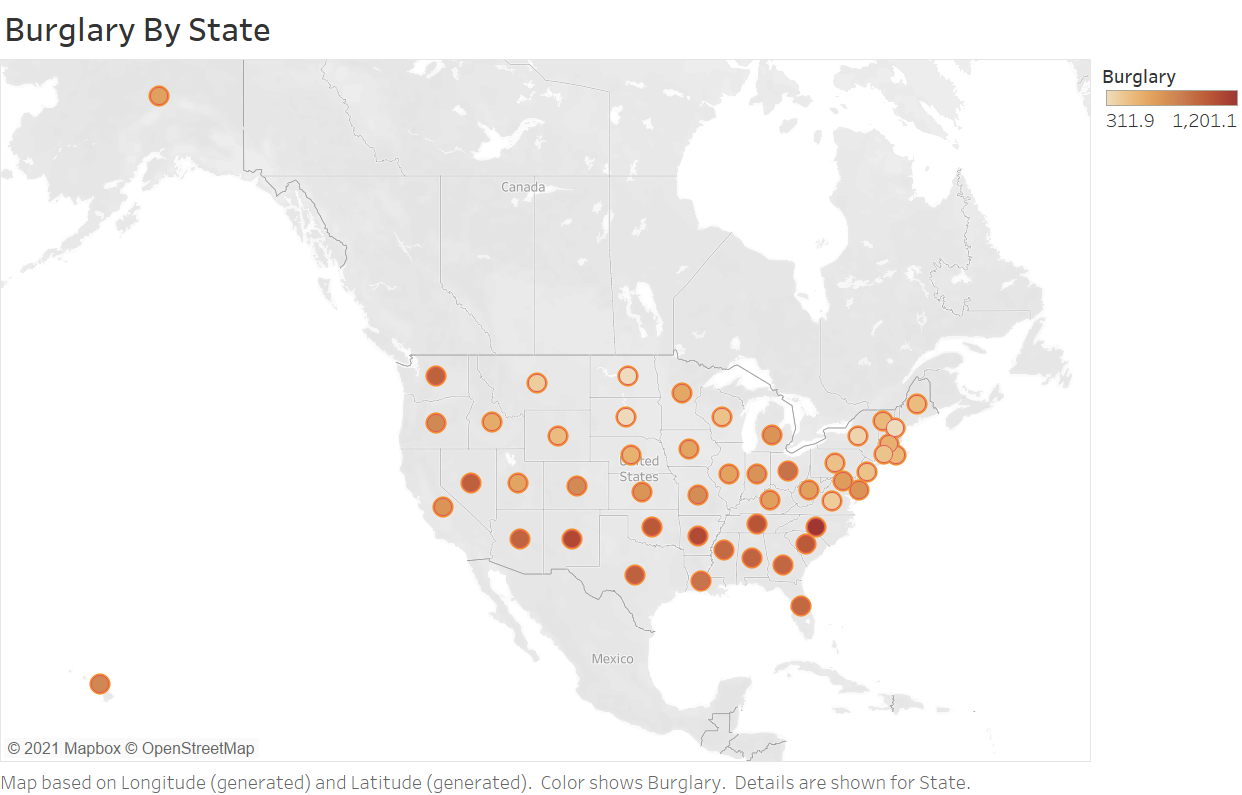 Burglary By State
Burglary
311.9 1,201.1
Canada
United
States
Mexico
© 2021 Mapbox © OpenStreetMap
Map based on Longitude (generated) and Latitude (generated).  Color shows Burglary.  Details are shown for State.